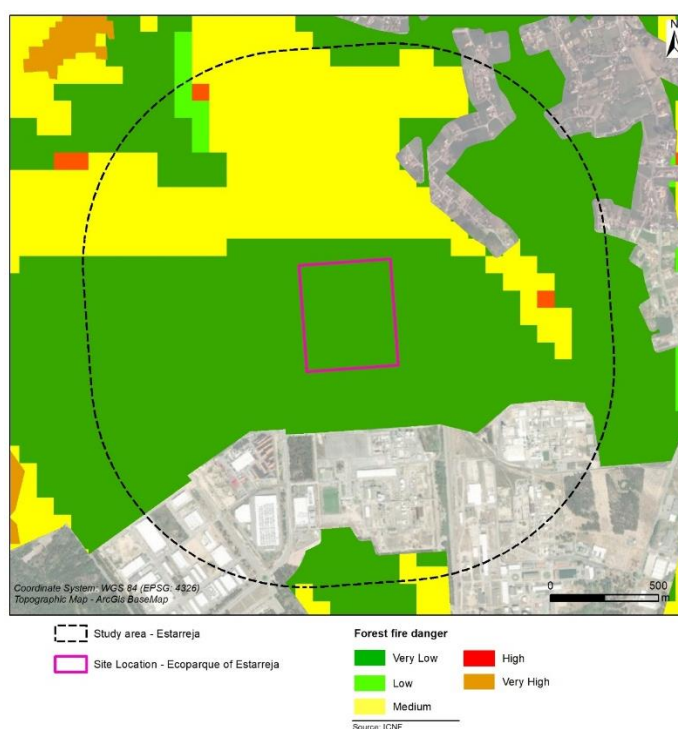 N
Coordinate System: WGS 84 (EPSG: 4326)
Topographic Map - ArcGis BaseMap
0 500
m
Study area - Estarreja
Site Location - Ecoparque of Estarreja
Forest fire danger
Very Low
Low
Medium
High
Very High
Source: ICNF